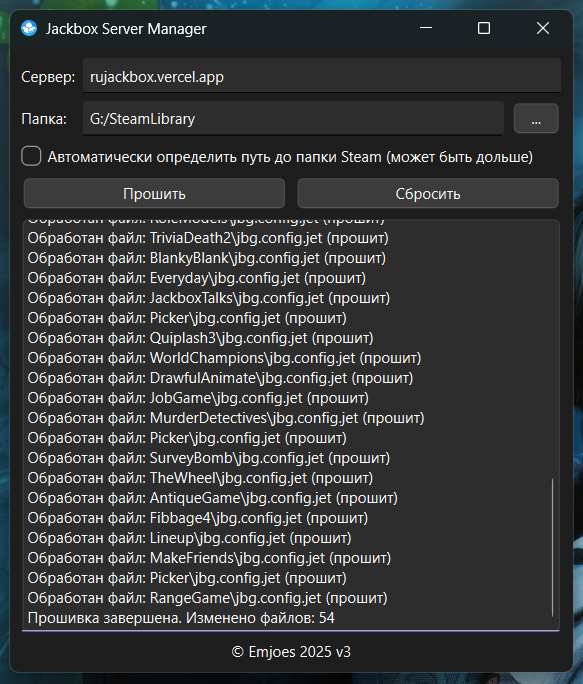 Jackbox Server Manager
Сервер: rujackbox.vercel.app
Папка: G:/SteamLibrary ...
Автоматически определить путь до папки Steam (может быть дольше)
Прошить Сбросить
Обработан файл: RoleModels\jbg.config.jet (прошит)
Обработан файл: TriviaDeath2\jbg.config.jet (прошит)
Обработан файл: BlankyBlank\jbg.config.jet (прошит)
Обработан файл: Everyday\jbg.config.jet (прошит)
Обработан файл: JackboxTalks\jbg.config.jet (прошит)
Обработан файл: Picker\jbg.config.jet (прошит)
Обработан файл: Quiplash3\jbg.config.jet (прошит)
Обработан файл: WorldChampions\jbg.config.jet (прошит)
Обработан файл: DrawfulAnimate\jbg.config.jet (прошит)
Обработан файл: JobGame\jbg.config.jet (прошит)
Обработан файл: MurderDetectives\jbg.config.jet (прошит)
Обработан файл: Picker\jbg.config.jet (прошит)
Обработан файл: SurveyBomb\jbg.config.jet (прошит)
Обработан файл: TheWheel\jbg.config.jet (прошит)
Обработан файл: AntiqueGame\jbg.config.jet (прошит)
Обработан файл: Fibbage4\jbg.config.jet (прошит)
Обработан файл: Lineup\jbg.config.jet (прошит)
Обработан файл: MakeFriends\jbg.config.jet (прошит)
Обработан файл: Picker\jbg.config.jet (прошит)
Обработан файл: RangeGame\jbg.config.jet (прошит)
Прошивка завершена. Изменено файлов: 54
© Emjoes 2025 v3